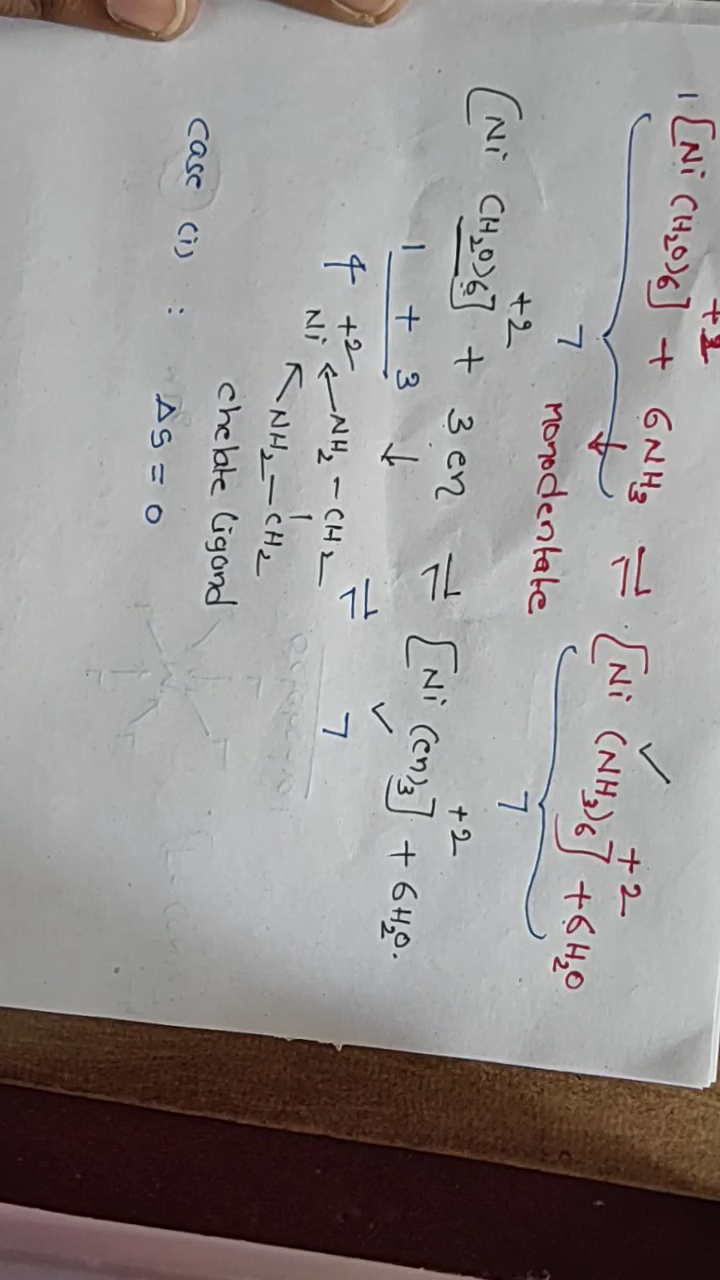 1 [Ni (H2O)6]+2 + 6NH3 ⇌ [Ni (NH3)6]+2 + 6H2O
7 7
monodentate
[Ni (H2O)6]+2 + 3 en ⇌ [Ni (en)3]+2 + 6H2O.
1 + 3 ↓ ✓
4 ⇌ 7
+2
Ni ← NH2 - CH2
NH2 - CH2
chelate ligand
case (i) : ΔS = 0